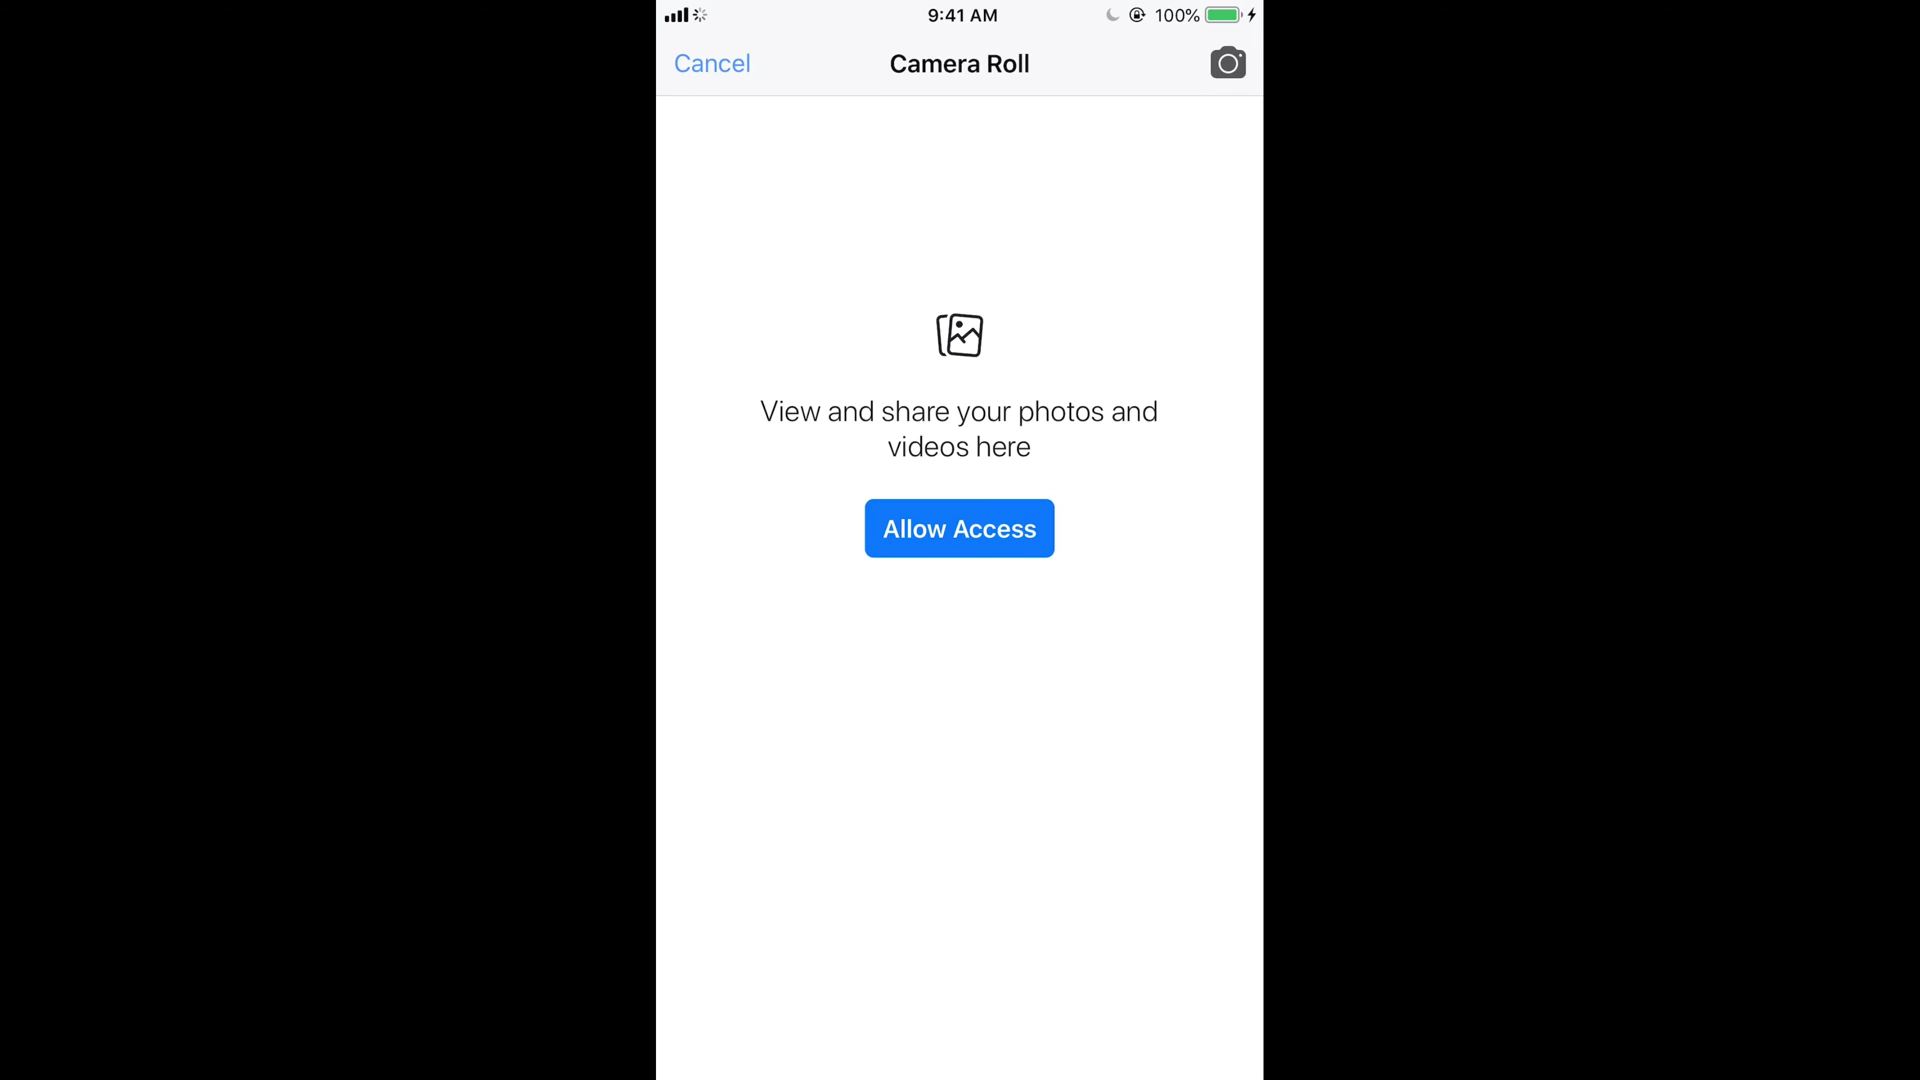 9:41 AM
100%
Cancel
Camera Roll
View and share your photos and
videos here
Allow Access